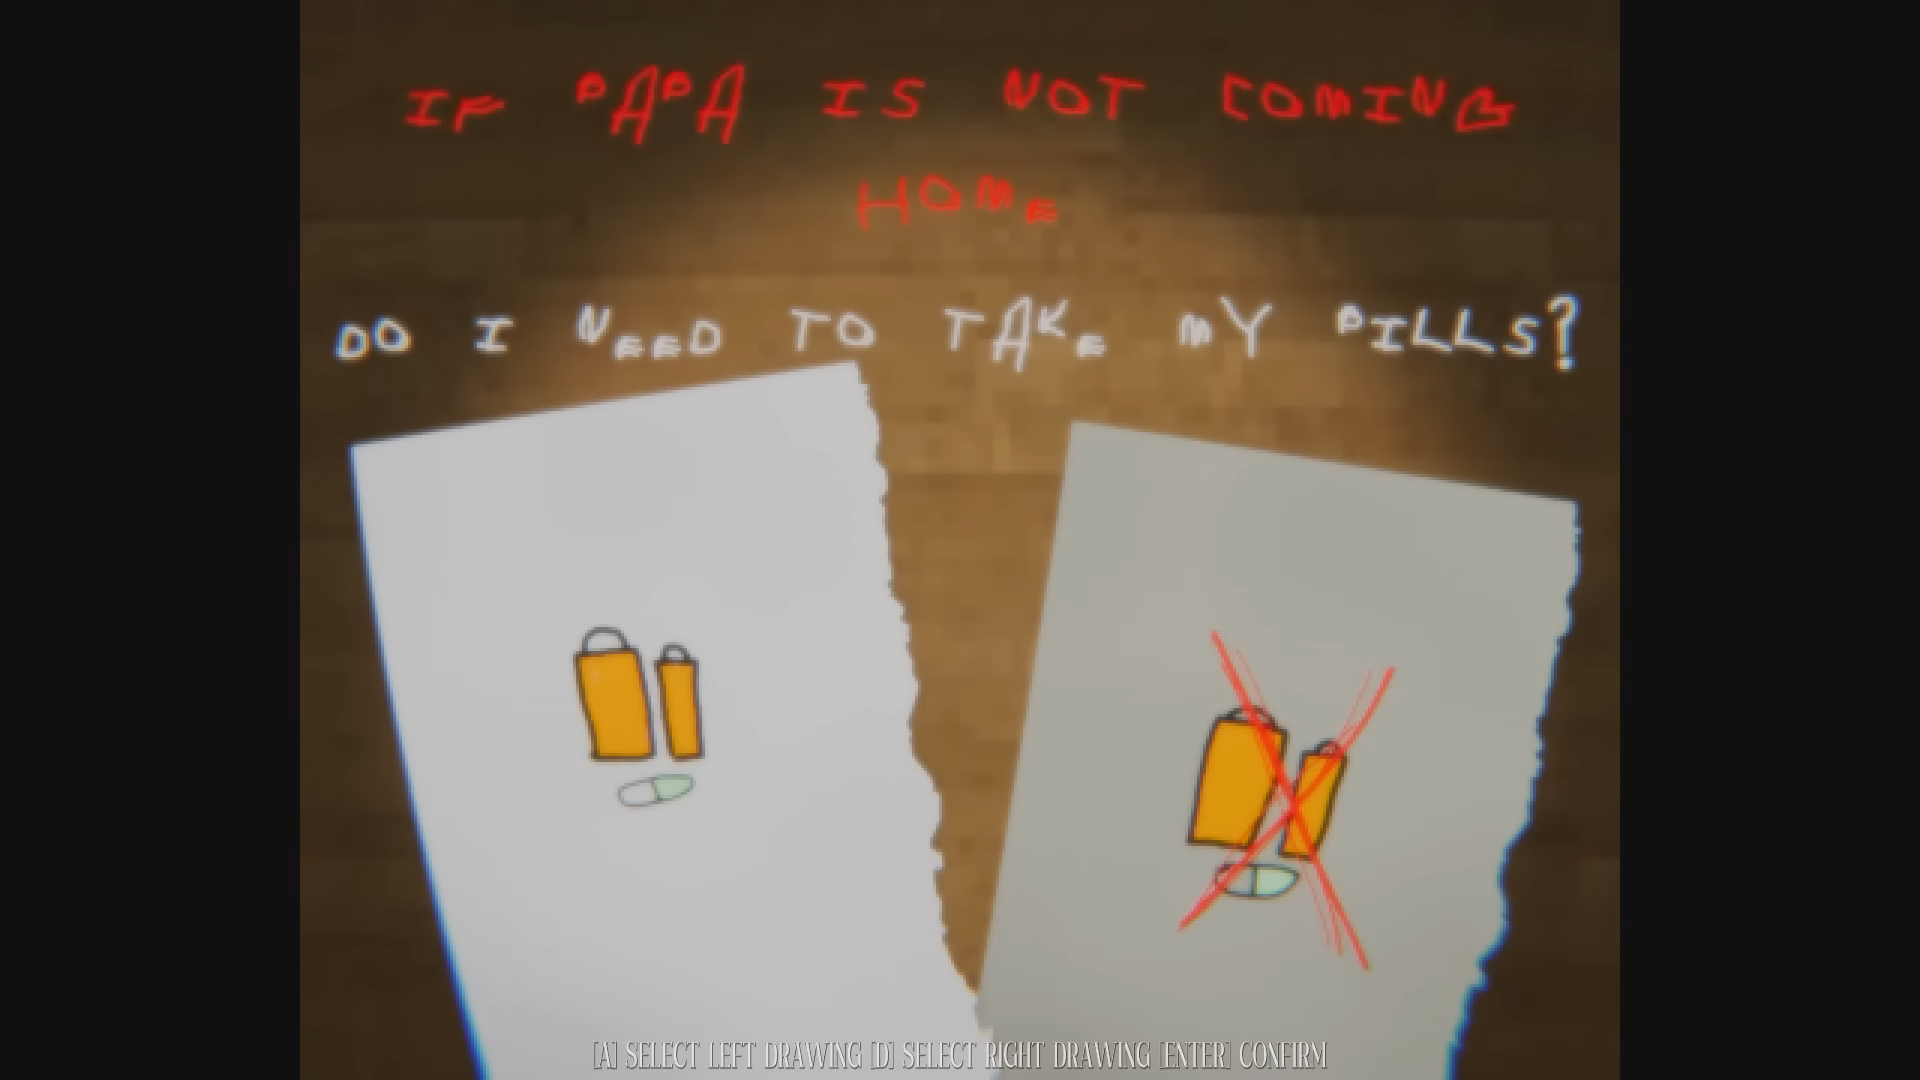 IF PAPA IS NOT COMING
HOME
DO I NEED TO TAKE MY PILLS?
[A] SELECT LEFT DRAWING [D] SELECT RIGHT DRAWING [ENTER] CONFIRM